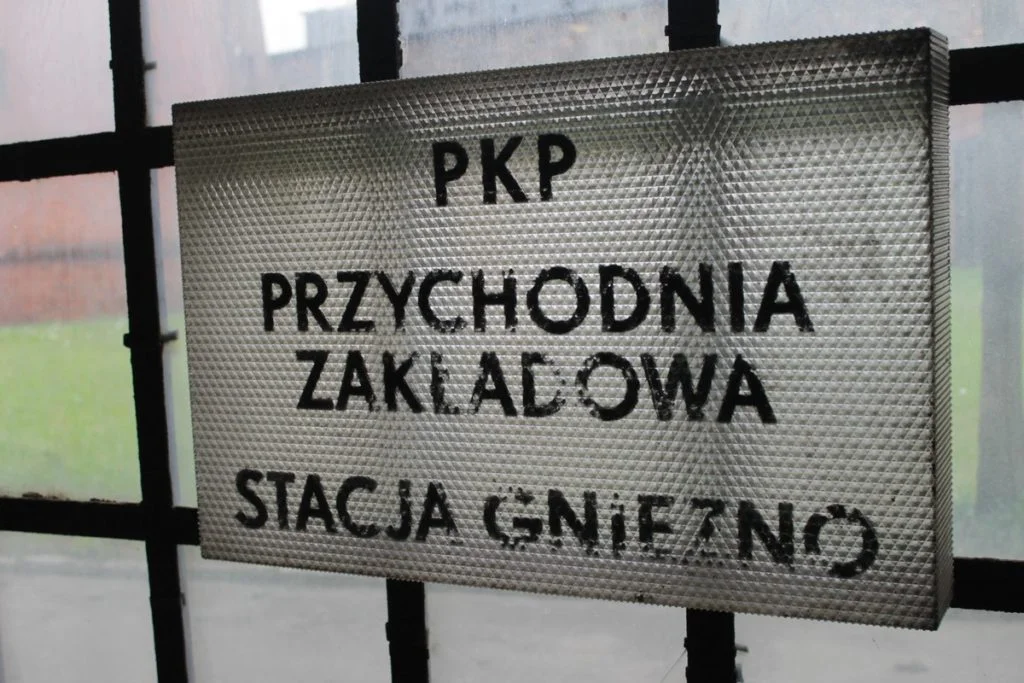 PKP
PRZYCHODNIA
ZAKŁADOWA
STACJA GNiEZNO